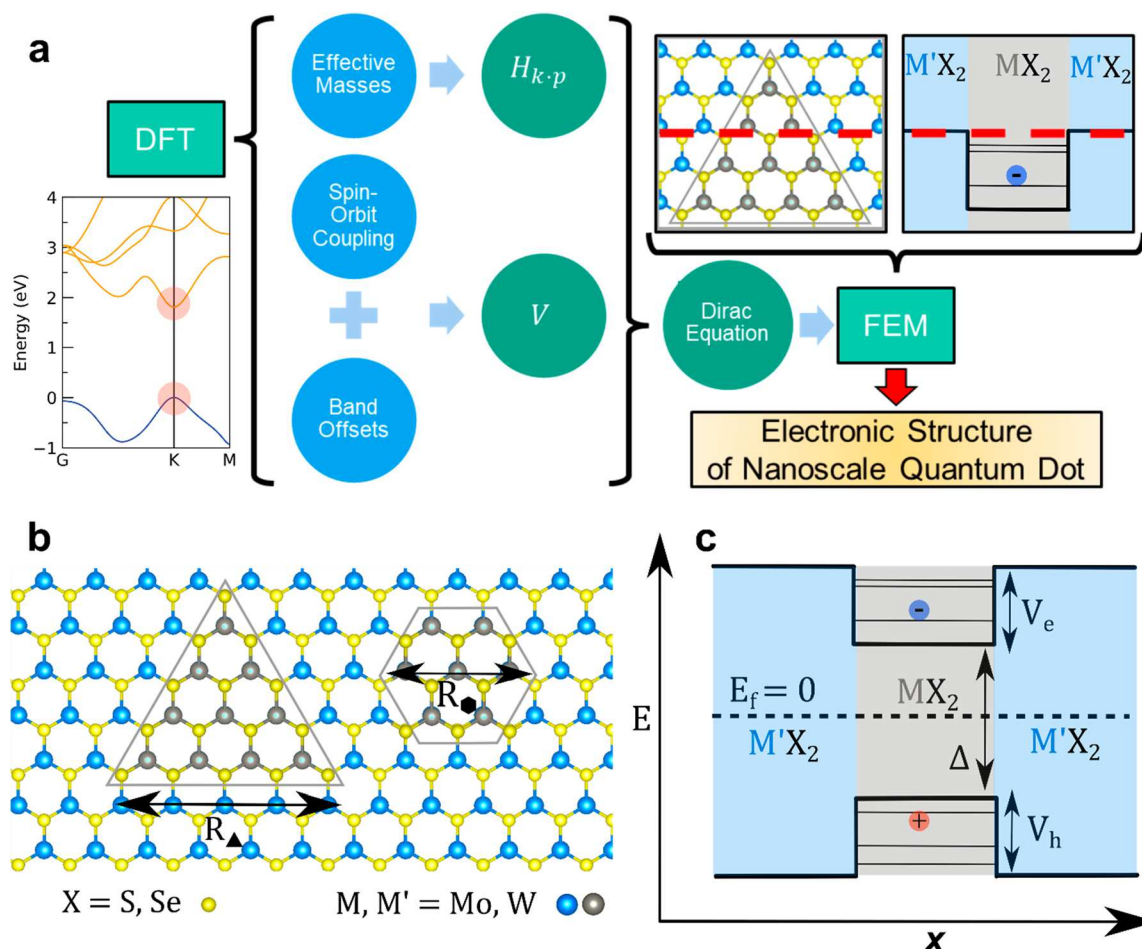 a
DFT
Energy (eV)
4
3
2
1
0
−1
G
K
M
Effective
Masses
Spin-
Orbit
Coupling
Band
Offsets
H_{k·p}
V
M'X₂
MX₂
M'X₂
-
Dirac
Equation
FEM
Electronic Structure
of Nanoscale Quantum Dot
b
R⬢
R▲
X = S, Se
M, M′ = Mo, W
c
E
-
V_e
E_f = 0
MX₂
M'X₂
M'X₂
Δ
+
V_h
x